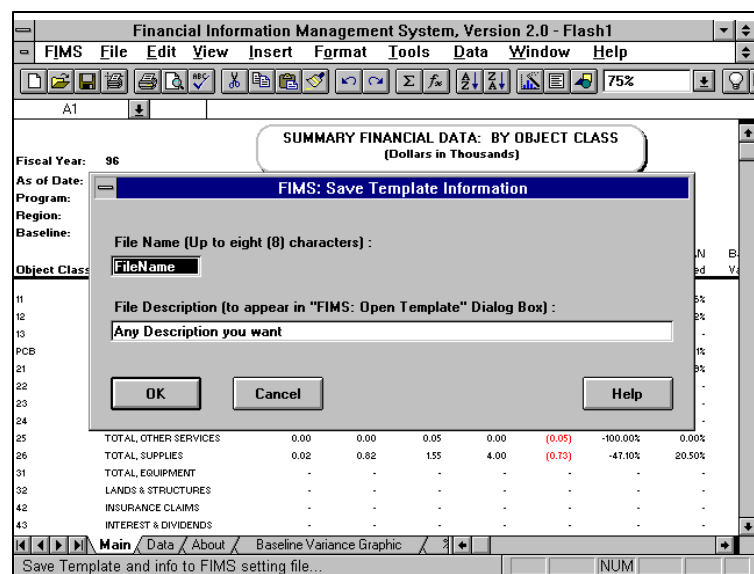 Financial Information Management System, Version 2.0 - Flash1
FIMS File Edit View Insert Format Tools Data Window Help
75%
A1
SUMMARY FINANCIAL DATA: BY OBJECT CLASS
(Dollars in Thousands)
Fiscal Year: 96
As of Date:
Program:
Region:
Baseline:
Object Class
FIMS: Save Template Information
File Name (Up to eight (8) characters) :
FileName
File Description (to appear in "FIMS: Open Template" Dialog Box) :
Any Description you want
OK Cancel Help
11
12
13
PCB
21
22
23
24
25 TOTAL, OTHER SERVICES 0.00 0.00 0.05 0.00 (0.05) -100.00% 0.00%
26 TOTAL, SUPPLIES 0.02 0.82 1.55 4.00 (0.73) -47.10% 20.50%
31 TOTAL, EQUIPMENT - - - - - - -
32 LANDS & STRUCTURES - - - - - - -
42 INSURANCE CLAIMS - - - - - - -
43 INTEREST & DIVIDENDS - - - - - - -
Main Data About Baseline Variance Graphic
Save Template and info to FIMS setting file... NUM